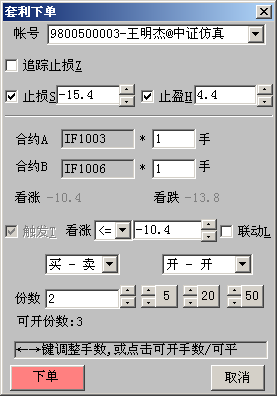 套利下单
帐号 9800500003-王明杰@中证仿真
追踪止损Z
止损S -15.4 止盈H 4.4
合约A IF1003 * 1 手
合约B IF1006 * 1 手
看涨 -10.4 看跌 -13.8
触发T 看涨 <= -10.4 联动L
买 - 卖 开 - 开
份数 2 5 20 50
可开份数:3
←→键调整手数,或点击可开手数/可平
下单 取消